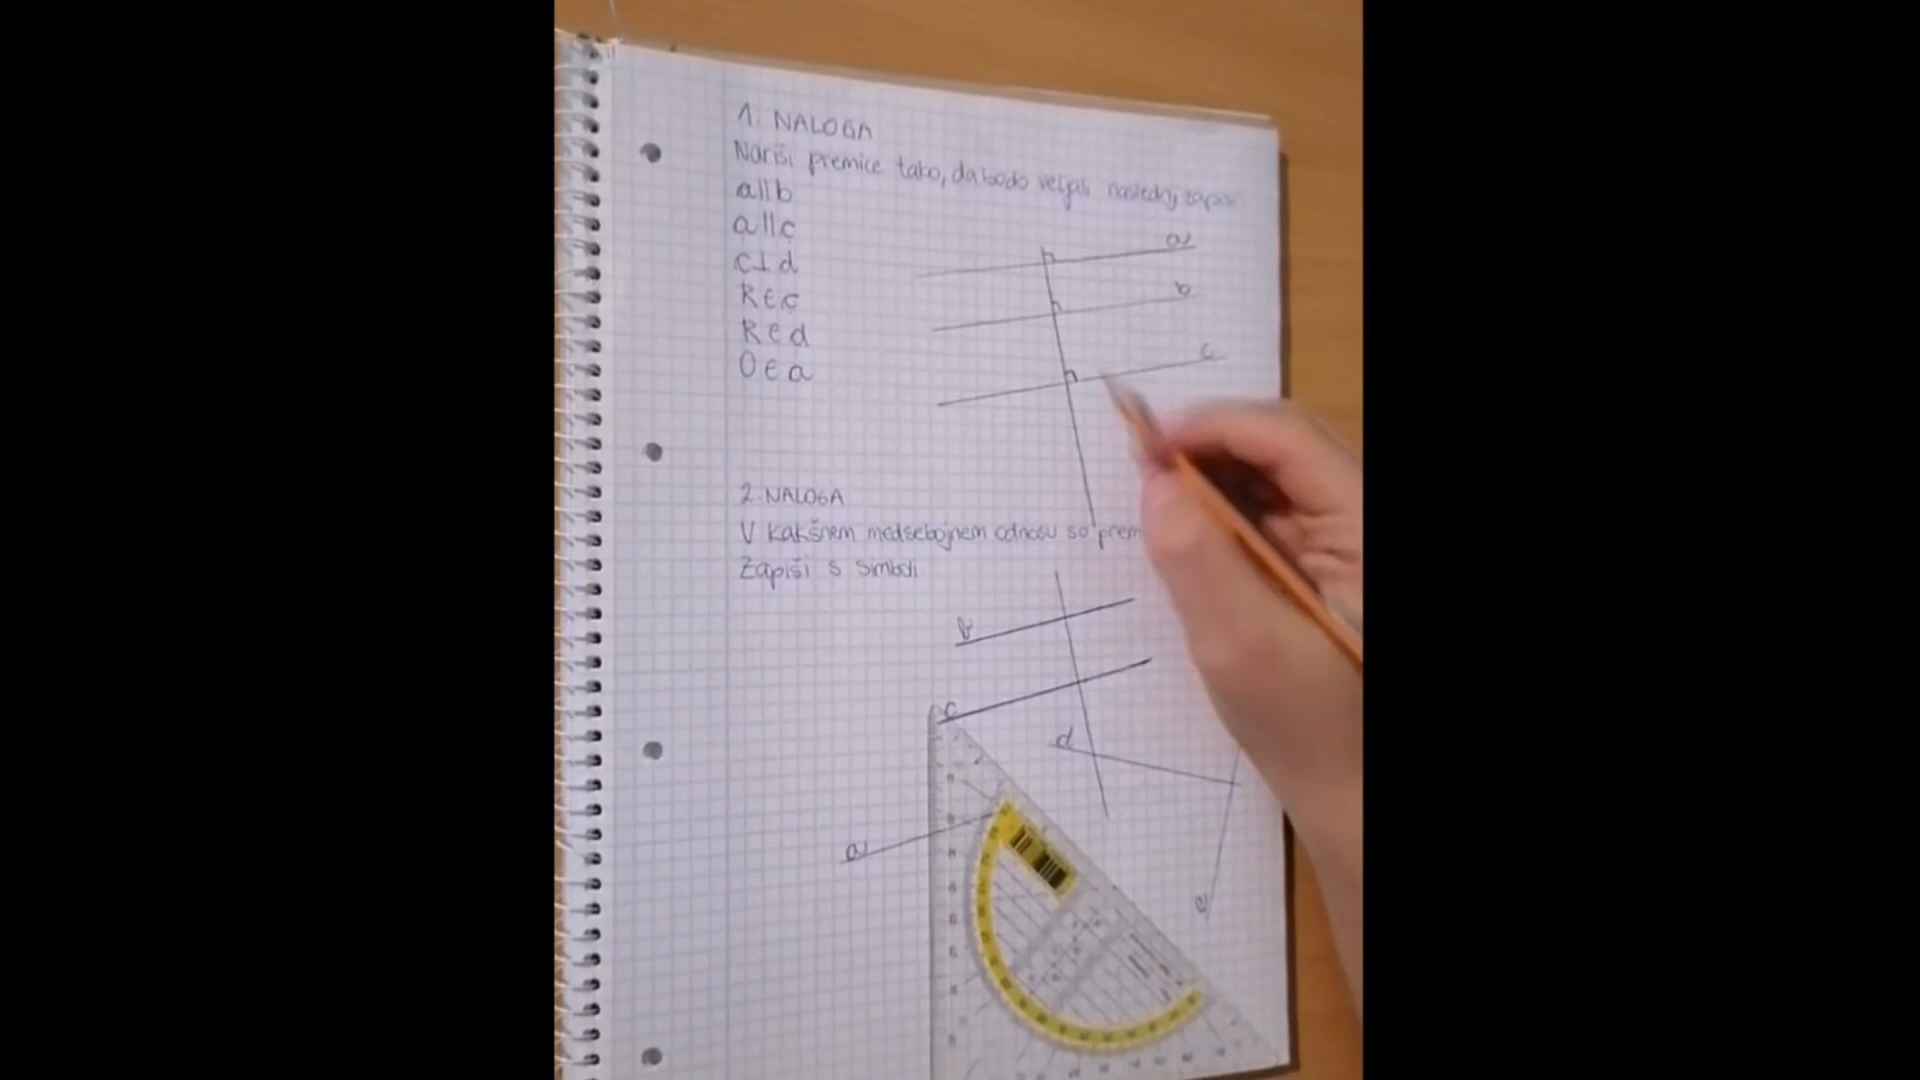 1. NALOGA
Nariši premice tako, da bodo veljali naslednji zapisi
a||b
a||c
c⊥d
R∈c
R∈d
O∈a
a
b
c
2. NALOGA
V kakšnem medsebojnem odnosu so prem
Zapiši s simboli
b
c
d
a
e